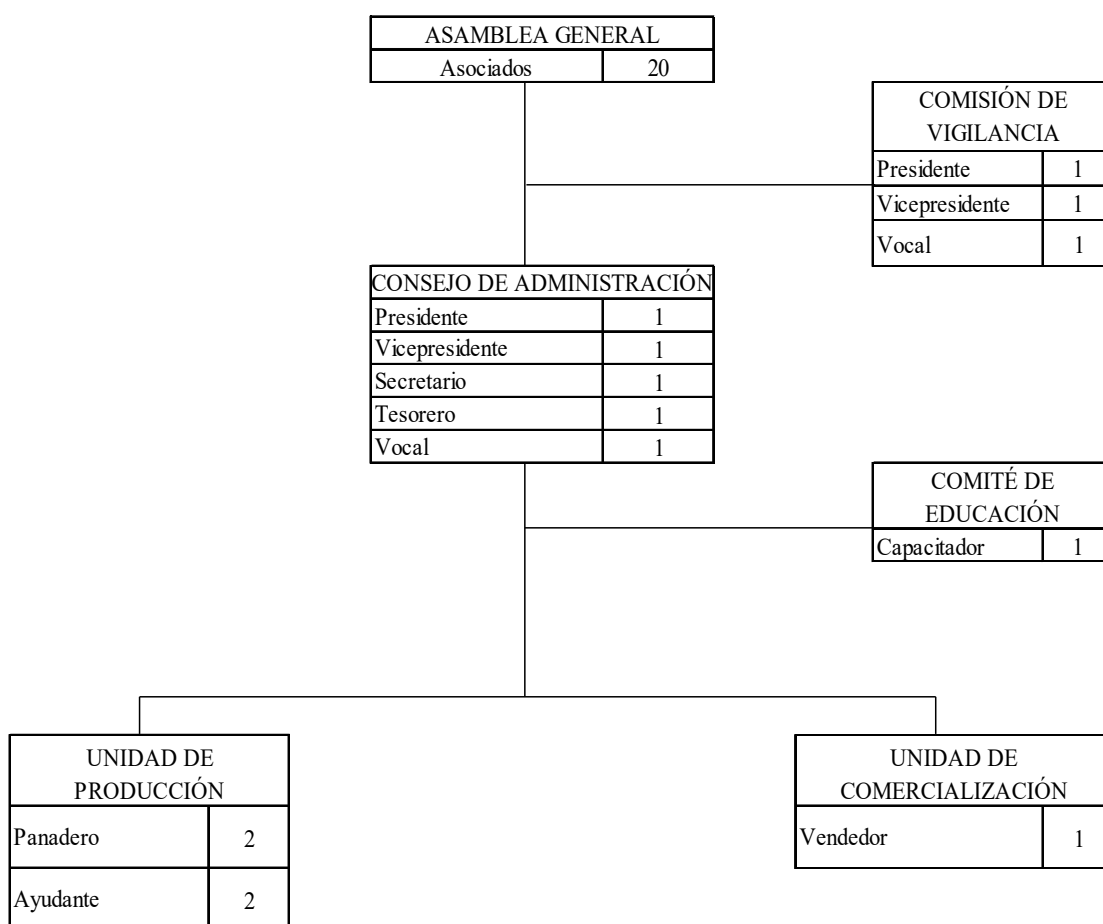 ASAMBLEA GENERAL
Asociados 20
COMISIÓN DE
VIGILANCIA
Presidente 1
Vicepresidente 1
Vocal 1
CONSEJO DE ADMINISTRACIÓN
Presidente 1
Vicepresidente 1
Secretario 1
Tesorero 1
Vocal 1
COMITÉ DE
EDUCACIÓN
Capacitador 1
UNIDAD DE
PRODUCCIÓN
Panadero 2
Ayudante 2
UNIDAD DE
COMERCIALIZACIÓN
Vendedor 1